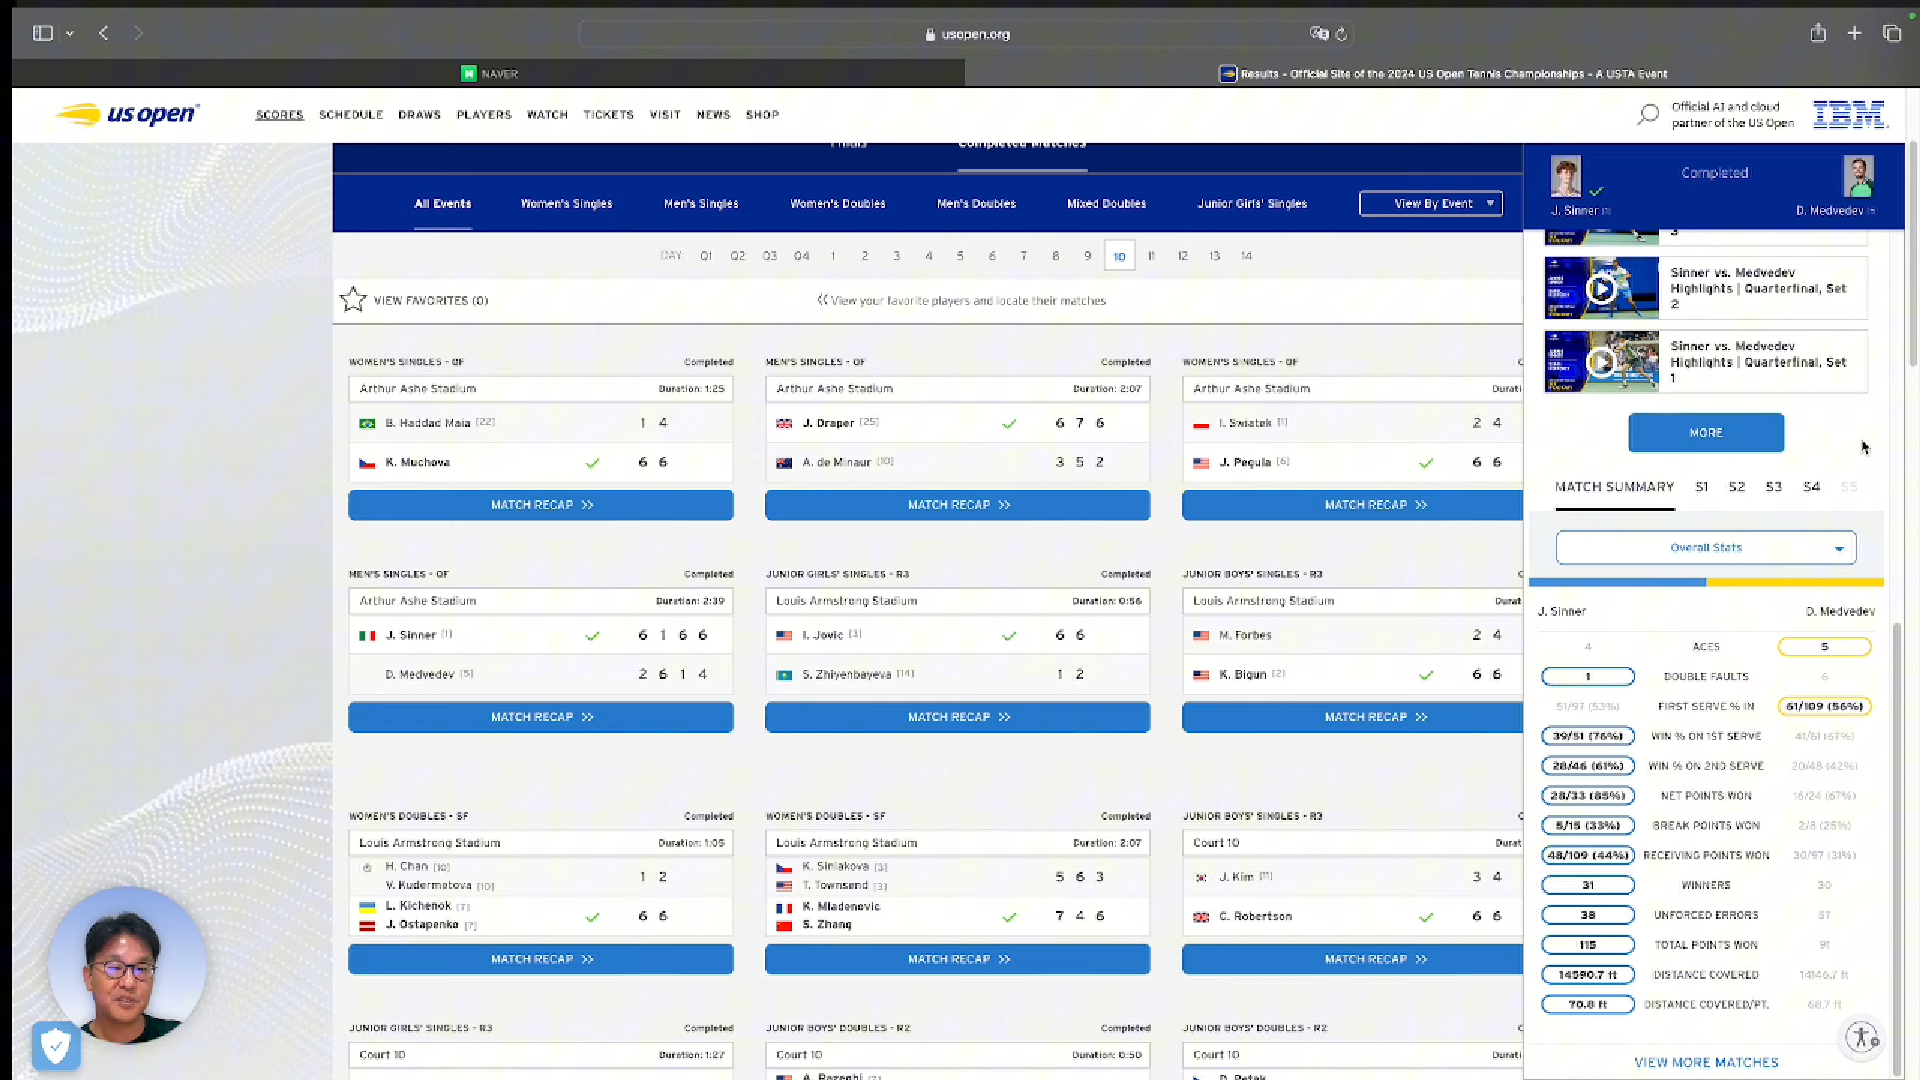 usopen.org
NAVER
Results - Official Site of the 2024 US Open Tennis Championships - A USTA Event
us open
SCORES SCHEDULE DRAWS PLAYERS WATCH TICKETS VISIT NEWS SHOP
Official AI and cloud
partner of the US Open
IBM
Completed Matches
All Events Women's Singles Men's Singles Women's Doubles Men's Doubles Mixed Doubles Junior Girls' Singles View By Event
DAY Q1 Q2 Q3 Q4 1 2 3 4 5 6 7 8 9 10 11 12 13 14
VIEW FAVORITES (0)
View your favorite players and locate their matches
WOMEN'S SINGLES - QF Completed
Arthur Ashe Stadium Duration: 1:25
B. Haddad Maia [22] 1 4
K. Muchova 6 6
MATCH RECAP >>
MEN'S SINGLES - QF Completed
Arthur Ashe Stadium Duration: 2:07
J. Draper [25] 6 7 6
A. de Minaur [10] 3 5 2
MATCH RECAP >>
WOMEN'S SINGLES - QF
Arthur Ashe Stadium
I. Swiatek [1] 2 4
J. Pegula [6] 6 6
MATCH RECAP >>
MEN'S SINGLES - QF Completed
Arthur Ashe Stadium Duration: 2:39
J. Sinner [1] 6 1 6 6
D. Medvedev [5] 2 6 1 4
MATCH RECAP >>
JUNIOR GIRLS' SINGLES - R3 Completed
Louis Armstrong Stadium Duration: 0:56
I. Jovic [3] 6 6
S. Zhiyenbayeva [14] 1 2
MATCH RECAP >>
JUNIOR BOYS' SINGLES - R3
Louis Armstrong Stadium
M. Forbes 2 4
K. Bigun [2] 6 6
MATCH RECAP >>
WOMEN'S DOUBLES - SF Completed
Louis Armstrong Stadium Duration: 1:05
H. Chan [10]
V. Kudermetova [10] 1 2
L. Kichenok [7]
J. Ostapenko [7] 6 6
MATCH RECAP >>
WOMEN'S DOUBLES - SF Completed
Louis Armstrong Stadium Duration: 2:07
K. Siniakova [3]
T. Townsend [3] 5 6 3
K. Mladenovic
S. Zhang 7 4 6
MATCH RECAP >>
JUNIOR BOYS' SINGLES - R3
Court 10
J. Kim [11] 3 4
C. Robertson 6 6
MATCH RECAP >>
JUNIOR GIRLS' SINGLES - R3 Completed
Court 10 Duration: 1:27
JUNIOR BOYS' DOUBLES - R2 Completed
Court 10 Duration: 0:50
A. Razeghi [7]
JUNIOR BOYS' DOUBLES - R2
Court 10
Completed
J. Sinner [1] D. Medvedev [5]
Sinner vs. Medvedev
Highlights | Quarterfinal, Set
2
Sinner vs. Medvedev
Highlights | Quarterfinal, Set
1
MORE
MATCH SUMMARY S1 S2 S3 S4 S5
Overall Stats
J. Sinner D. Medvedev
4 ACES 5
1 DOUBLE FAULTS 6
51/97 (53%) FIRST SERVE % IN 61/109 (56%)
39/51 (76%) WIN % ON 1ST SERVE 41/61 (67%)
28/46 (61%) WIN % ON 2ND SERVE 20/48 (42%)
28/33 (85%) NET POINTS WON 16/24 (67%)
5/15 (33%) BREAK POINTS WON 2/8 (25%)
48/109 (44%) RECEIVING POINTS WON 30/97 (31%)
31 WINNERS 30
38 UNFORCED ERRORS 57
115 TOTAL POINTS WON 91
14590.7 ft DISTANCE COVERED 14146.7 ft
70.8 ft DISTANCE COVERED/PT. 68.7 ft
VIEW MORE MATCHES